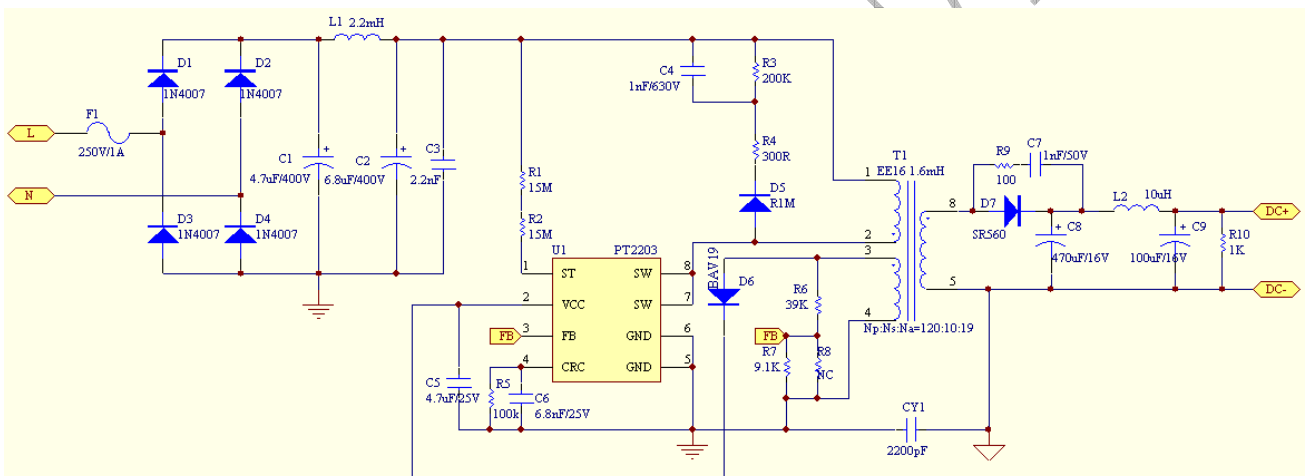 L1 2.2mH
D1
1N4007
D2
1N4007
F1
L
250V/1A
N
C1
4.7uF/400V
C2
6.8uF/400V
C3
2.2nF
D3
1N4007
D4
1N4007
C4
1nF/630V
R3
200K
R4
300R
D5
R1M
R1
15M
R2
15M
T1
EE16 1.6mH
1
2
3
4
8
5
Np:Ns:Na=120:10:19
R9
100
C7
1nF/50V
D7
SR560
L2
10uH
C8
470uF/16V
C9
100uF/16V
R10
1K
DC+
DC-
U1
PT2203
1
ST
2
VCC
3
FB
4
CRC
8
SW
7
SW
6
GND
5
GND
FB
BAV19
D6
R6
39K
FB
R7
9.1K
R8
NC
C5
4.7uF/25V
R5
100k
C6
6.8nF/25V
CY1
2200pF